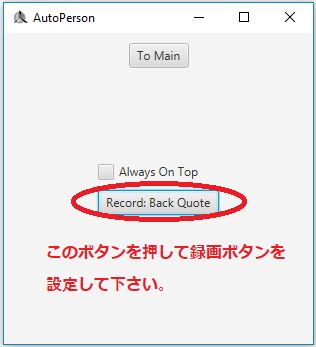 AutoPerson
To Main
Always On Top
Record: Back Quote
このボタンを押して録画ボタンを
設定して下さい。